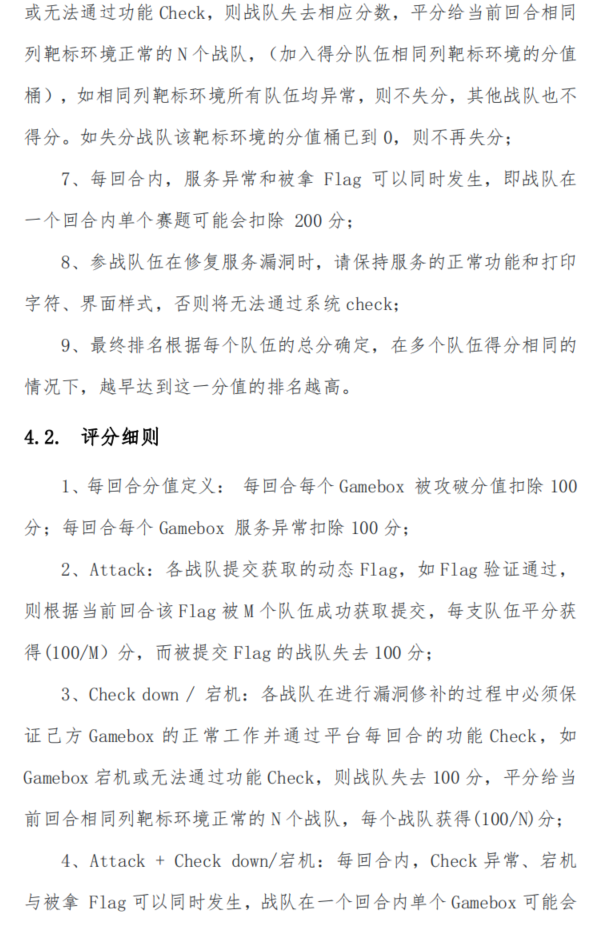 或无法通过功能 Check，则战队失去相应分数，平分给当前回合相同
列靶标环境正常的 N 个战队，（加入得分队伍相同列靶标环境的分值
桶），如相同列靶标环境所有队伍均异常，则不失分，其他战队也不
得分。如失分战队该靶标环境的分值桶已到 0，则不再失分；
7、每回合内，服务异常和被拿 Flag 可以同时发生，即战队在
一个回合内单个赛题可能会扣除 200 分；
8、参战队伍在修复服务漏洞时，请保持服务的正常功能和打印
字符、界面样式，否则将无法通过系统 check；
9、最终排名根据每个队伍的总分确定，在多个队伍得分相同的
情况下，越早达到这一分值的排名越高。
4.2. 评分细则
1、每回合分值定义： 每回合每个 Gamebox 被攻破分值扣除 100
分；每回合每个 Gamebox 服务异常扣除 100 分；
2、Attack：各战队提交获取的动态 Flag，如 Flag 验证通过，
则根据当前回合该 Flag 被 M 个队伍成功获取提交，每支队伍平分获
得(100/M）分，而被提交 Flag 的战队失去 100 分；
3、Check down / 宕机：各战队在进行漏洞修补的过程中必须保
证己方 Gamebox 的正常工作并通过平台每回合的功能 Check，如
Gamebox 宕机或无法通过功能 Check，则战队失去 100 分，平分给当
前回合相同列靶标环境正常的 N 个战队，每个战队获得(100/N)分；
4、Attack + Check down/宕机：每回合内，Check 异常、宕机
与被拿 Flag 可以同时发生，战队在一个回合内单个 Gamebox 可能会